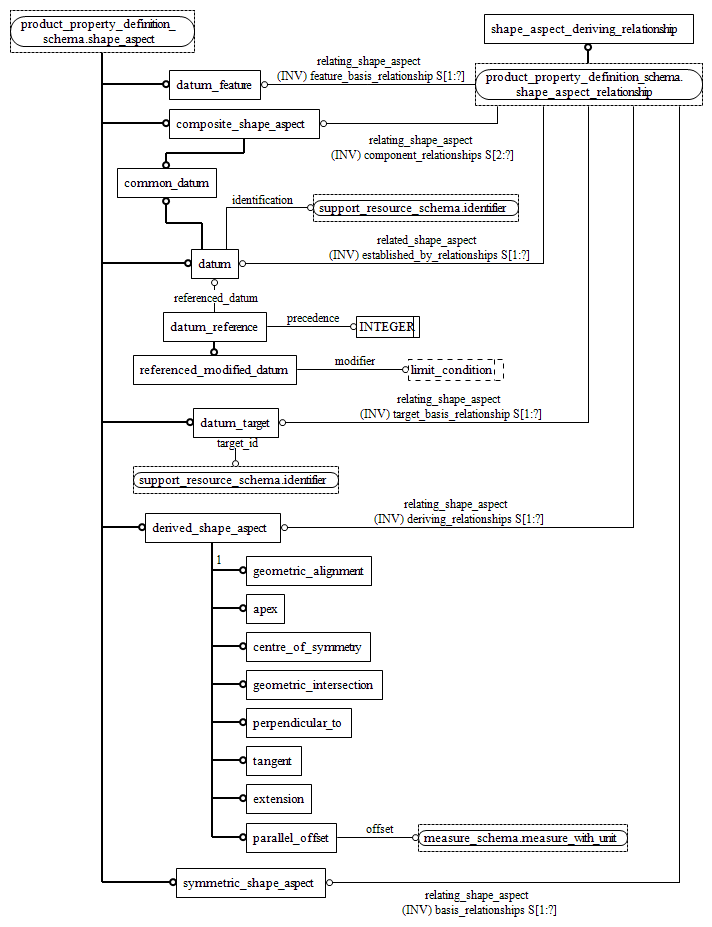 product_property_definition_
schema.shape_aspect
shape_aspect_deriving_relationship
relating_shape_aspect
(INV) feature_basis_relationship S[1:?]
datum_feature
product_property_definition_schema.
shape_aspect_relationship
composite_shape_aspect
relating_shape_aspect
(INV) component_relationships S[2:?]
common_datum
identification
support_resource_schema.identifier
related_shape_aspect
(INV) established_by_relationships S[1:?]
datum
referenced_datum
datum_reference
precedence
INTEGER
referenced_modified_datum
modifier
limit_condition
relating_shape_aspect
(INV) target_basis_relationship S[1:?]
datum_target
target_id
support_resource_schema.identifier
relating_shape_aspect
(INV) deriving_relationships S[1:?]
derived_shape_aspect
1
geometric_alignment
apex
centre_of_symmetry
geometric_intersection
perpendicular_to
tangent
extension
parallel_offset
offset
measure_schema.measure_with_unit
symmetric_shape_aspect
relating_shape_aspect
(INV) basis_relationships S[1:?]